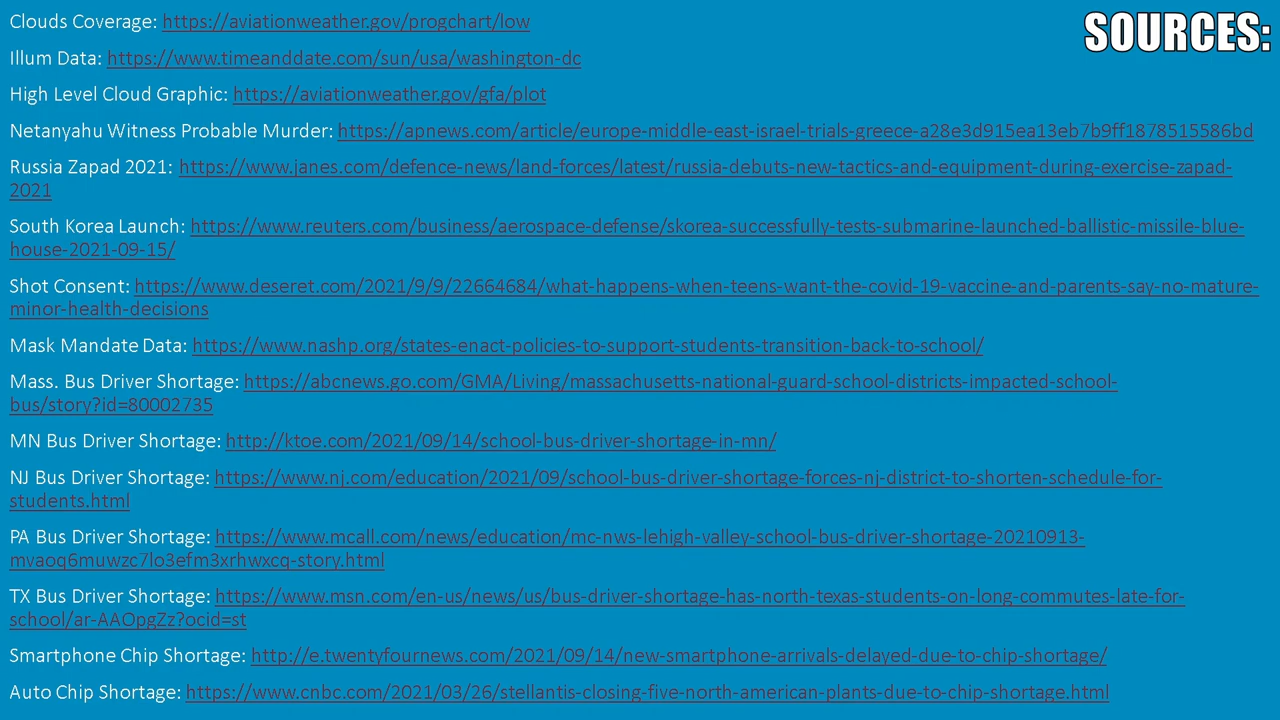 SOURCES:
Clouds Coverage: https://aviationweather.gov/progchart/low
Illum Data: https://www.timeanddate.com/sun/usa/washington-dc
High Level Cloud Graphic: https://aviationweather.gov/gfa/plot
Netanyahu Witness Probable Murder: https://apnews.com/article/europe-middle-east-israel-trials-greece-a28e3d915ea13eb7b9ff1878515586bd
Russia Zapad 2021: https://www.janes.com/defence-news/land-forces/latest/russia-debuts-new-tactics-and-equipment-during-exercise-zapad-
2021
South Korea Launch: https://www.reuters.com/business/aerospace-defense/skorea-successfully-tests-submarine-launched-ballistic-missile-blue-
house-2021-09-15/
Shot Consent: https://www.deseret.com/2021/9/9/22664684/what-happens-when-teens-want-the-covid-19-vaccine-and-parents-say-no-mature-
minor-health-decisions
Mask Mandate Data: https://www.nashp.org/states-enact-policies-to-support-students-transition-back-to-school/
Mass. Bus Driver Shortage: https://abcnews.go.com/GMA/Living/massachusetts-national-guard-school-districts-impacted-school-
bus/story?id=80002735
MN Bus Driver Shortage: http://ktoe.com/2021/09/14/school-bus-driver-shortage-in-mn/
NJ Bus Driver Shortage: https://www.nj.com/education/2021/09/school-bus-driver-shortage-forces-nj-district-to-shorten-schedule-for-
students.html
PA Bus Driver Shortage: https://www.mcall.com/news/education/mc-nws-lehigh-valley-school-bus-driver-shortage-20210913-
mvaoq6muwzc7lo3efm3xrhwxcq-story.html
TX Bus Driver Shortage: https://www.msn.com/en-us/news/us/bus-driver-shortage-has-north-texas-students-on-long-commutes-late-for-
school/ar-AAOpgZz?ocid=st
Smartphone Chip Shortage: http://e.twentyfournews.com/2021/09/14/new-smartphone-arrivals-delayed-due-to-chip-shortage/
Auto Chip Shortage: https://www.cnbc.com/2021/03/26/stellantis-closing-five-north-american-plants-due-to-chip-shortage.html